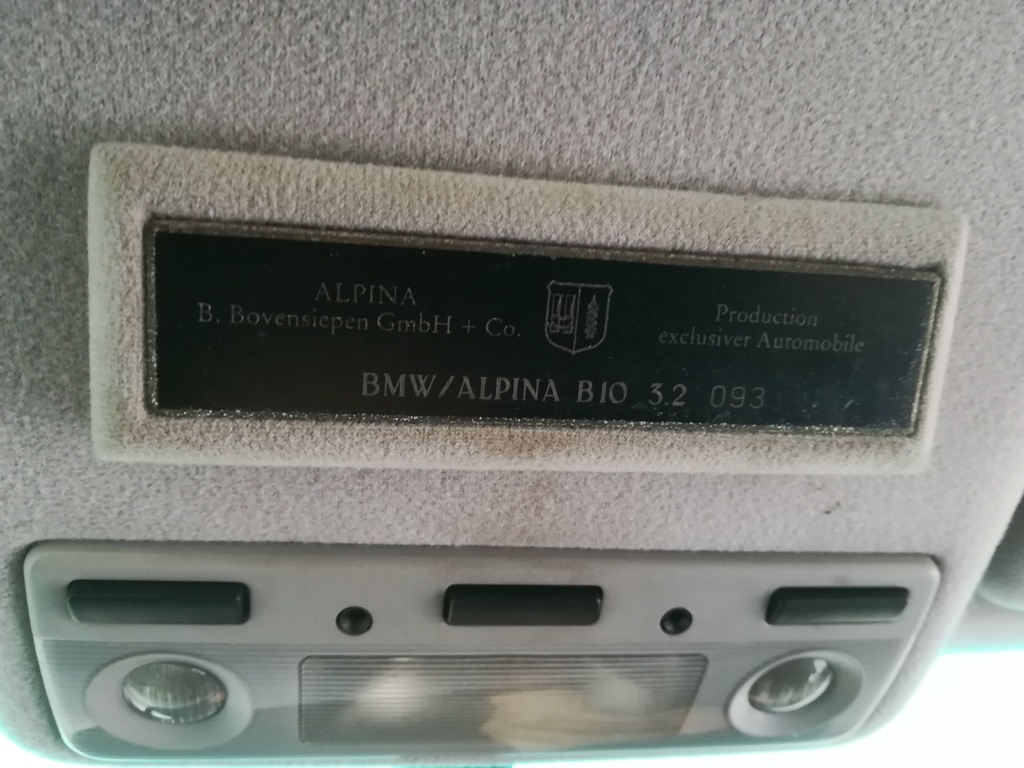 ALPINA
B. Bovensiepen GmbH + Co.
Production
exclusiver Automobile
BMW/ALPINA B10 3.2 093